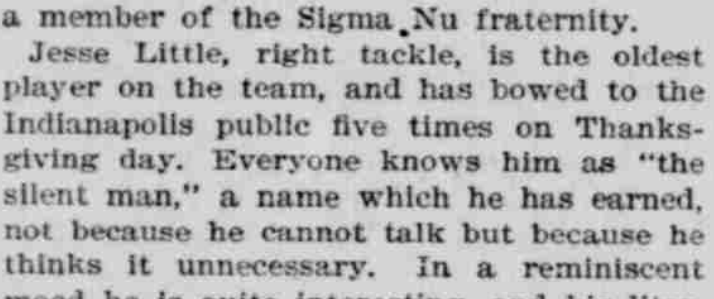 a member of the Sigma Nu fraternity.
Jesse Little, right tackle, is the oldest
player on the team, and has bowed to the
Indianapolis public five times on Thanks-
giving day. Everyone knows him as "the
silent man," a name which he has earned,
not because he cannot talk but because he
thinks it unnecessary. In a reminiscent